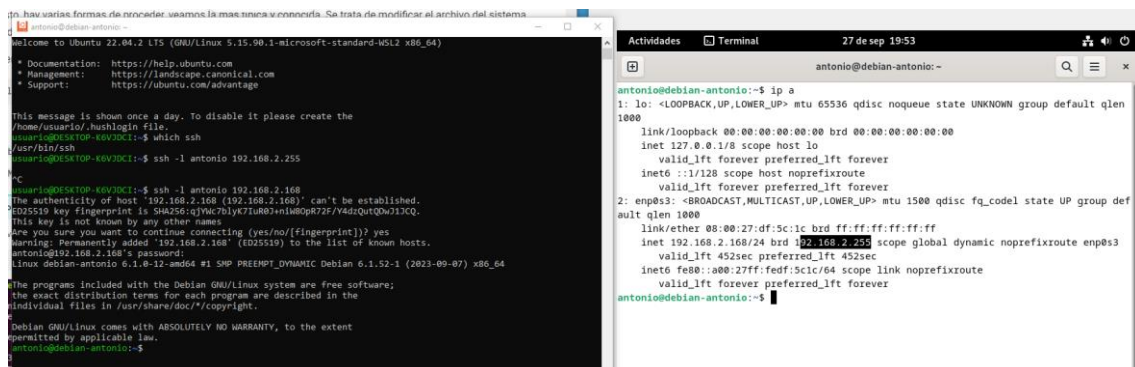 to, hay varias formas de proceder, veamos la mas tipica y conocida. Se trata de modificar el archivo del sistema
antonio@debian-antonio: ~
Welcome to Ubuntu 22.04.2 LTS (GNU/Linux 5.15.90.1-microsoft-standard-WSL2 x86_64)
* Documentation: https://help.ubuntu.com
* Management: https://landscape.canonical.com
* Support: https://ubuntu.com/advantage
This message is shown once a day. To disable it please create the
/home/usuario/.hushlogin file.
usuario@DESKTOP-K6VJDCI:~$ which ssh
/usr/bin/ssh
usuario@DESKTOP-K6VJDCI:~$ ssh -l antonio 192.168.2.255
^C
usuario@DESKTOP-K6VJDCI:~$ ssh -l antonio 192.168.2.168
The authenticity of host '192.168.2.168 (192.168.2.168)' can't be established.
ED25519 key fingerprint is SHA256:qjYWc7blyK7IuR0J+niW8OpR72F/Y4dzQutQDwJ1JCQ.
This key is not known by any other names
Are you sure you want to continue connecting (yes/no/[fingerprint])? yes
Warning: Permanently added '192.168.2.168' (ED25519) to the list of known hosts.
antonio@192.168.2.168's password:
Linux debian-antonio 6.1.0-12-amd64 #1 SMP PREEMPT_DYNAMIC Debian 6.1.52-1 (2023-09-07) x86_64
The programs included with the Debian GNU/Linux system are free software;
the exact distribution terms for each program are described in the
individual files in /usr/share/doc/*/copyright.
Debian GNU/Linux comes with ABSOLUTELY NO WARRANTY, to the extent
permitted by applicable law.
antonio@debian-antonio:~$
Actividades Terminal 27 de sep 19:53
antonio@debian-antonio: ~
antonio@debian-antonio:~$ ip a
1: lo: <LOOPBACK,UP,LOWER_UP> mtu 65536 qdisc noqueue state UNKNOWN group default qlen
1000
link/loopback 00:00:00:00:00:00 brd 00:00:00:00:00:00
inet 127.0.0.1/8 scope host lo
valid_lft forever preferred_lft forever
inet6 ::1/128 scope host noprefixroute
valid_lft forever preferred_lft forever
2: enp0s3: <BROADCAST,MULTICAST,UP,LOWER_UP> mtu 1500 qdisc fq_codel state UP group def
ault qlen 1000
link/ether 08:00:27:df:5c:1c brd ff:ff:ff:ff:ff:ff
inet 192.168.2.168/24 brd 192.168.2.255 scope global dynamic noprefixroute enp0s3
valid_lft 452sec preferred_lft 452sec
inet6 fe80::a00:27ff:fedf:5c1c/64 scope link noprefixroute
valid_lft forever preferred_lft forever
antonio@debian-antonio:~$